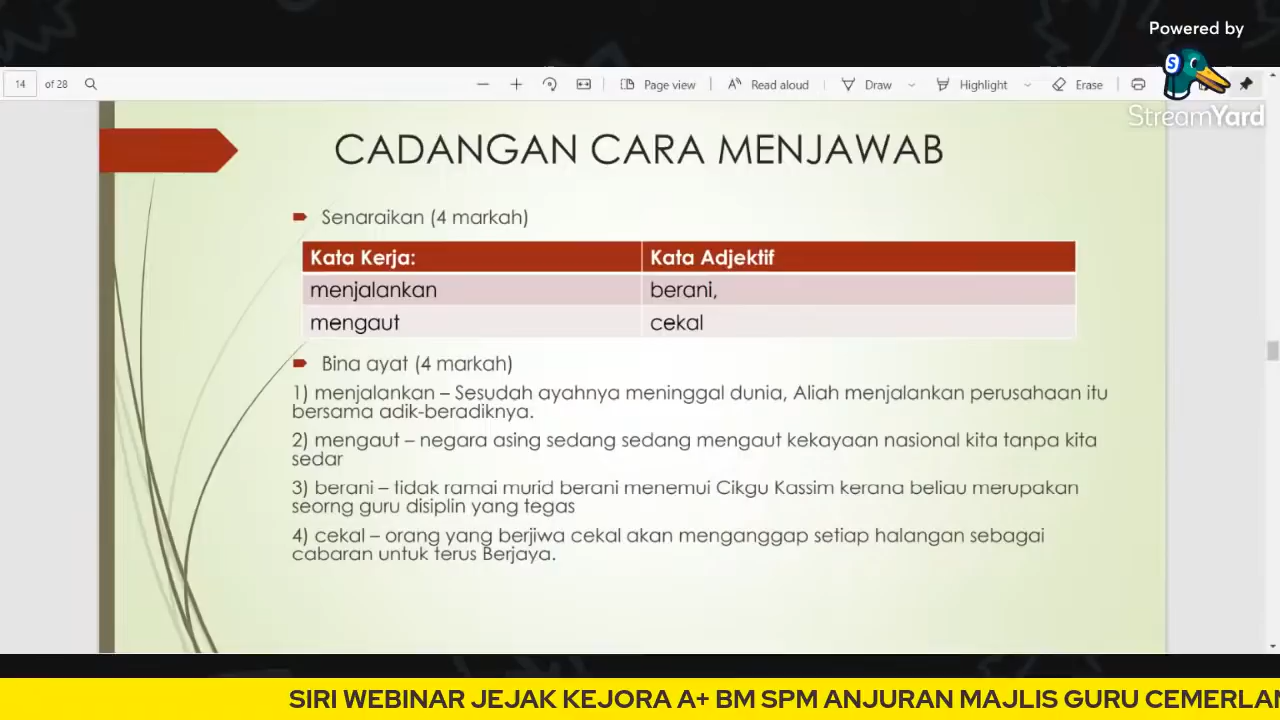 Powered by
StreamYard
14 of 28 Page view Read aloud Draw Highlight Erase
CADANGAN CARA MENJAWAB
Senaraikan (4 markah)
Kata Kerja: Kata Adjektif
menjalankan berani,
mengaut cekal
Bina ayat (4 markah)
1) menjalankan – Sesudah ayahnya meninggal dunia, Aliah menjalankan perusahaan itu
bersama adik-beradiknya.
2) mengaut – negara asing sedang sedang mengaut kekayaan nasional kita tanpa kita
sedar
3) berani – tidak ramai murid berani menemui Cikgu Kassim kerana beliau merupakan
seorng guru disiplin yang tegas
4) cekal – orang yang berjiwa cekal akan menganggap setiap halangan sebagai
cabaran untuk terus Berjaya.
SIRI WEBINAR JEJAK KEJORA A+ BM SPM ANJURAN MAJLIS GURU CEMERLAN